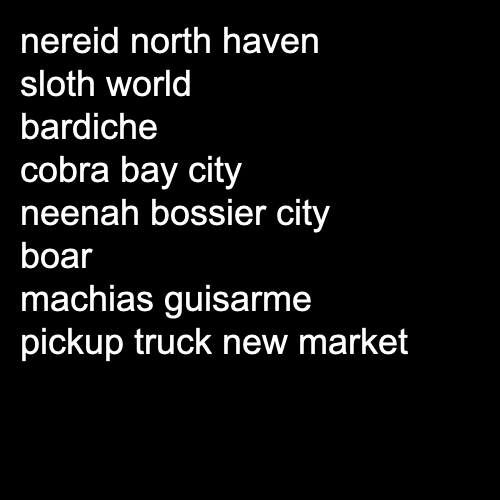 nereid north haven
sloth world
bardiche
cobra bay city
neenah bossier city
boar
machias guisarme
pickup truck new market